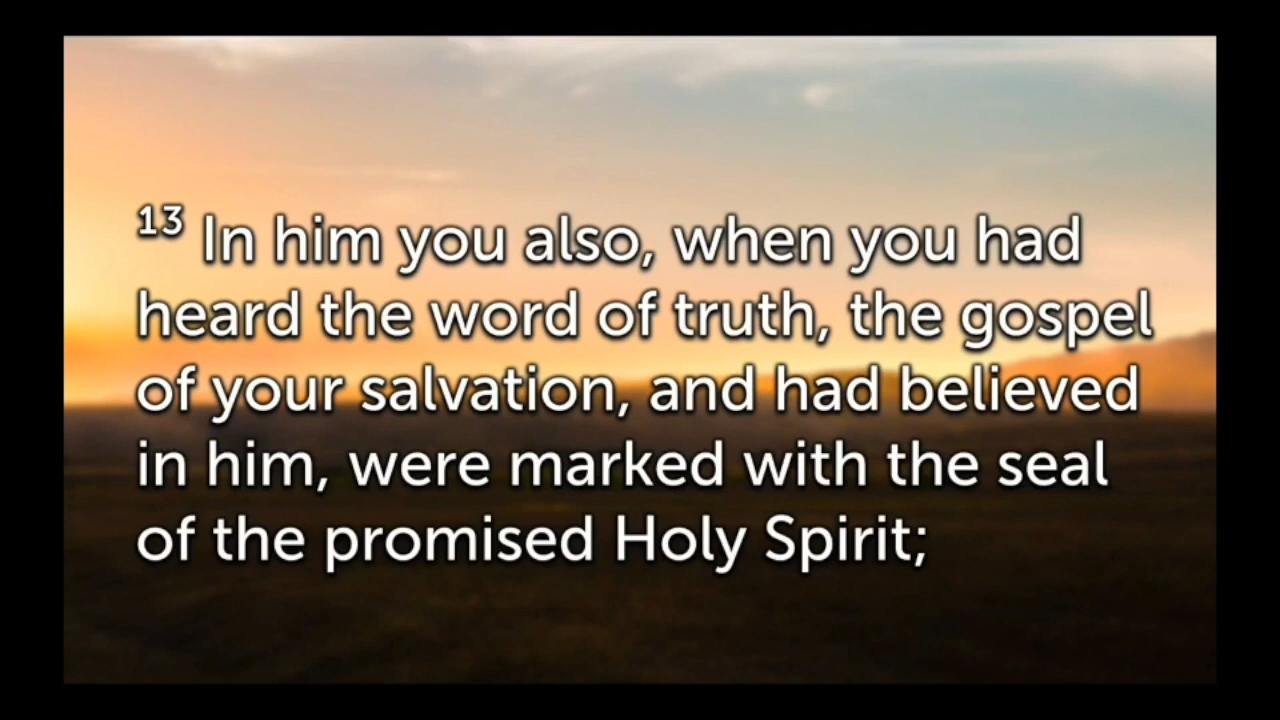 13 In him you also, when you had
heard the word of truth, the gospel
of your salvation, and had believed
in him, were marked with the seal
of the promised Holy Spirit;